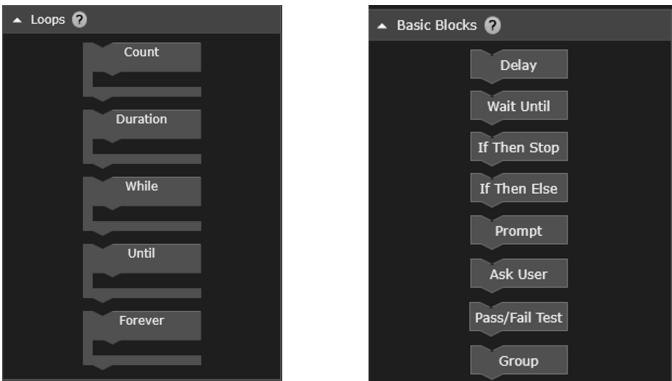 Loops ?
Count
Duration
While
Until
Forever
Basic Blocks ?
Delay
Wait Until
If Then Stop
If Then Else
Prompt
Ask User
Pass/Fail Test
Group